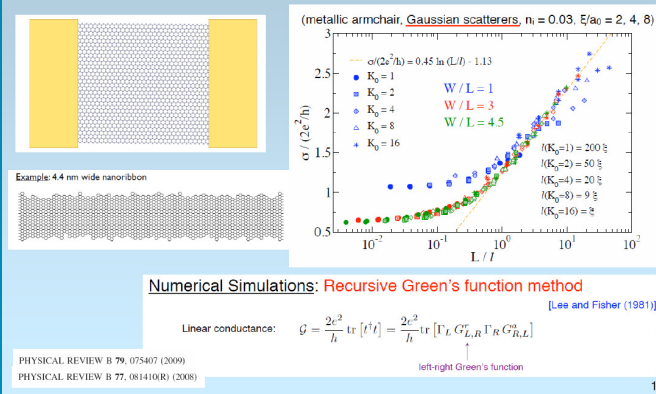 (metallic armchair, Gaussian scatterers, nᵢ = 0.03, ξ/a₀ = 2, 4, 8)
3
2.5
2
1.5
1
0.5
σ / (2e²/h)
σ/(2e²/h) = 0.45 ln (L/l) · 1.13
K₀ = 1
K₀ = 2
K₀ = 4
K₀ = 8
K₀ = 16
W / L = 1
W / L = 3
W / L = 4.5
l(K₀=1) = 200 ξ
l(K₀=2) = 50 ξ
l(K₀=4) = 20 ξ
l(K₀=8) = 9 ξ
l(K₀=16) = ξ
10⁻² 10⁻¹ 10⁰ 10¹ 10²
L / l
Example: 4.4 nm wide nanoribbon
Numerical Simulations: Recursive Green's function method
[Lee and Fisher (1981)]
Linear conductance: 𝒢 = 2e²/h tr [t†t] = 2e²/h tr [Γ_L G^r_{L,R} Γ_R G^a_{R,L}]
left-right Green's function
PHYSICAL REVIEW B 79, 075407 (2009)
PHYSICAL REVIEW B 77, 081410(R) (2008)
1